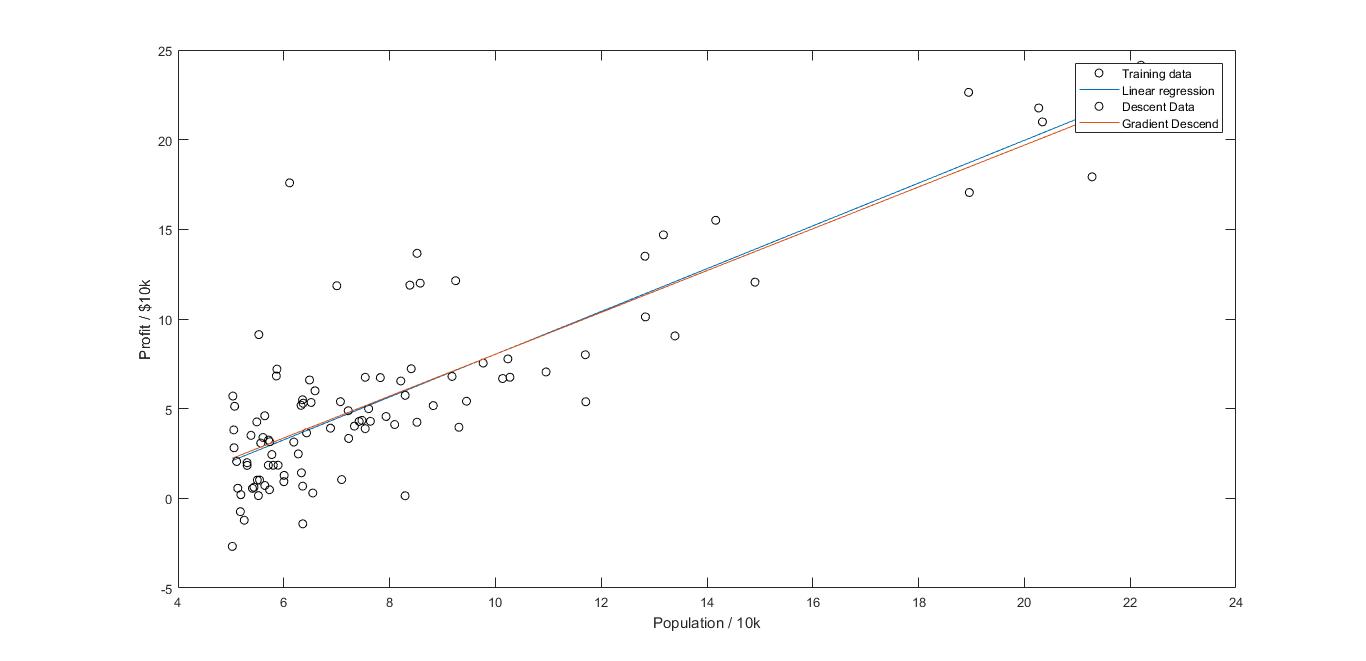 25
20
15
10
5
0
-5
Profit / $10k
Training data
Linear regression
Descent Data
Gradient Descend
4 6 8 10 12 14 16 18 20 22 24
Population / 10k